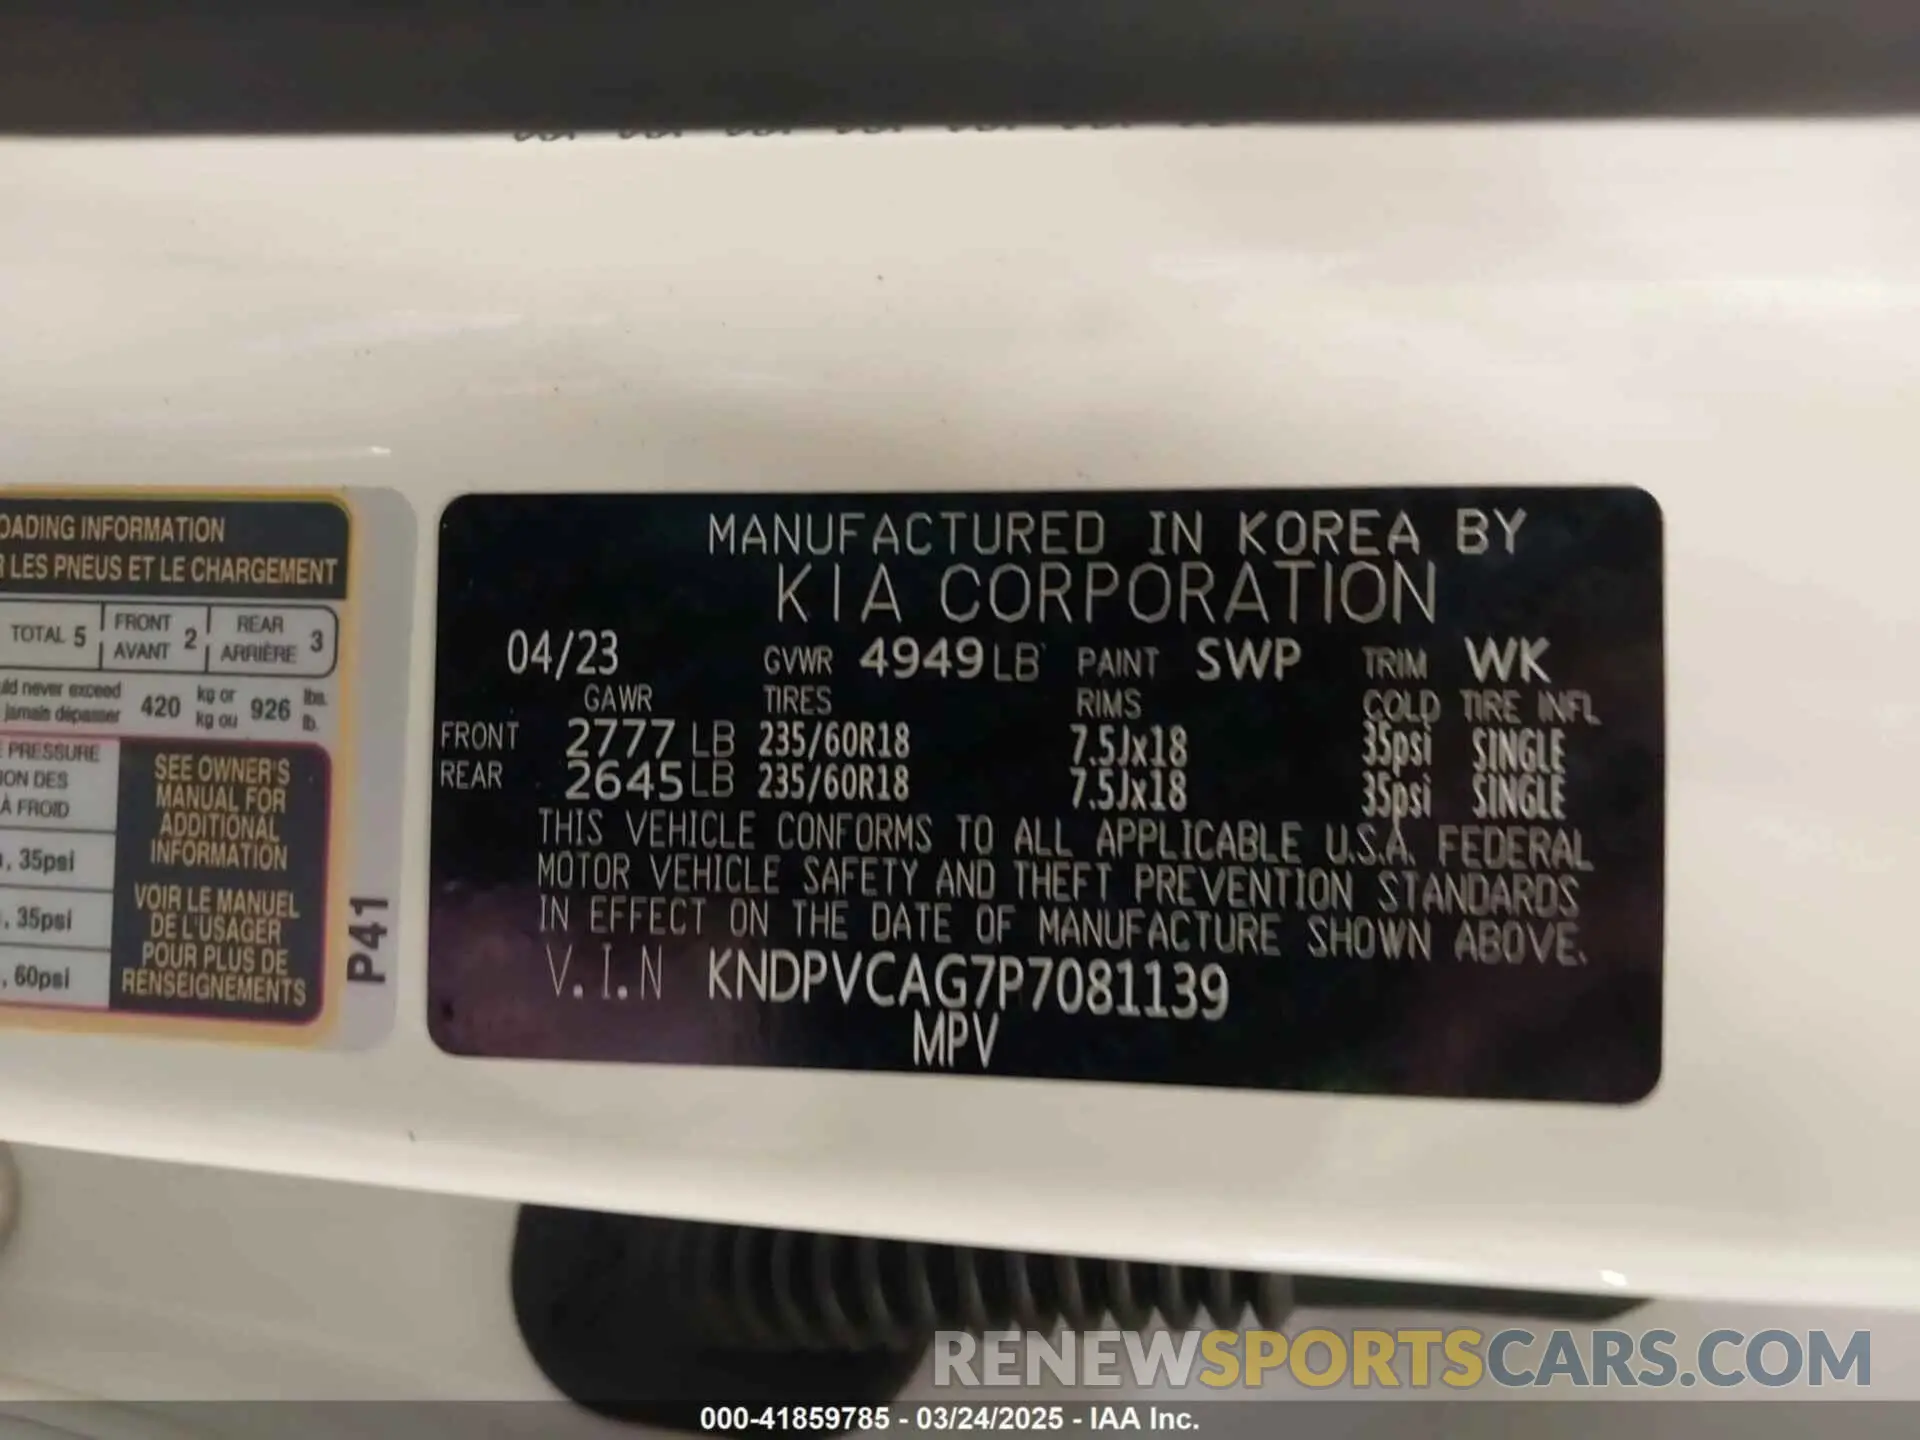 OADING INFORMATION
R LES PNEUS ET LE CHARGEMENT
TOTAL 5 FRONT AVANT 2 REAR ARRIÈRE 3
uld never exceed
jamais dépasser 420 kg or kg ou 926 lbs. lb.
E PRESSURE
ION DES
À FROID
, 35psi
, 35psi
, 60psi
SEE OWNER'S
MANUAL FOR
ADDITIONAL
INFORMATION
VOIR LE MANUEL
DE L'USAGER
POUR PLUS DE
RENSEIGNEMENTS
P41
MANUFACTURED IN KOREA BY
KIA CORPORATION
04/23 GVWR 4949 LB PAINT SWP TRIM WK
GAWR TIRES RIMS COLD TIRE INFL
FRONT 2777 LB 235/60R18 7.5Jx18 35psi SINGLE
REAR 2645 LB 235/60R18 7.5Jx18 35psi SINGLE
THIS VEHICLE CONFORMS TO ALL APPLICABLE U.S.A. FEDERAL
MOTOR VEHICLE SAFETY AND THEFT PREVENTION STANDARDS
IN EFFECT ON THE DATE OF MANUFACTURE SHOWN ABOVE.
V.I.N KNDPVCAG7P7081139
MPV
RENEWSPORTSCARS.COM
000-41859785 - 03/24/2025 - IAA Inc.